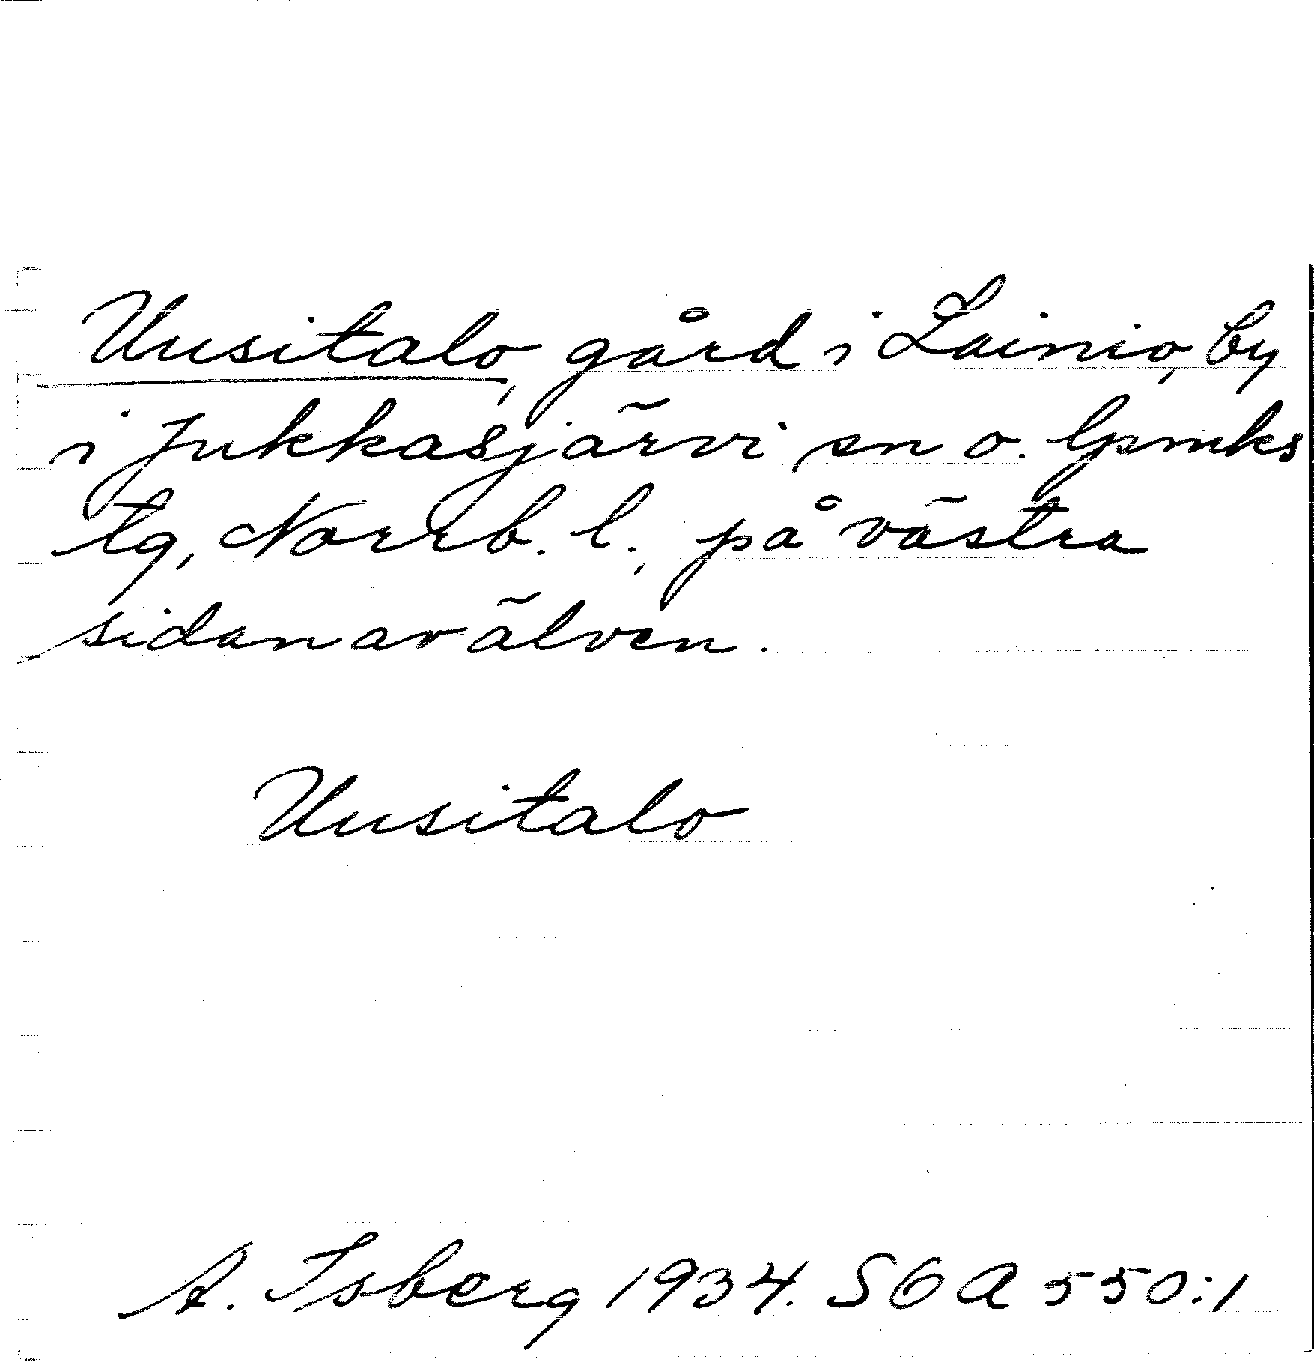 Uusitalo, gård i Lainio, by
i Jukkasjärvi sn o. lpmks
tg, Norrb. l., på västra
sidan av älven.
Uusitalo
A. Isberg 1934. SOA 550:1